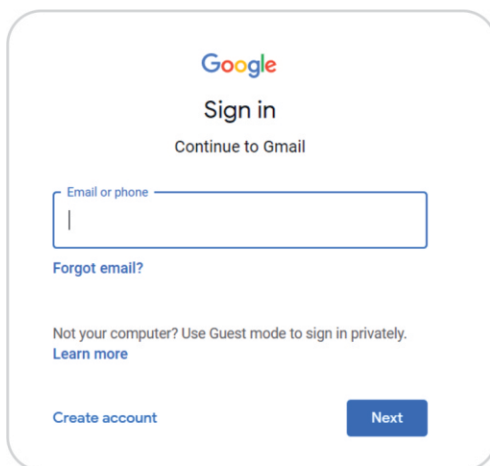 Google
Sign in
Continue to Gmail
Email or phone
Forgot email?
Not your computer? Use Guest mode to sign in privately.
Learn more
Create account
Next